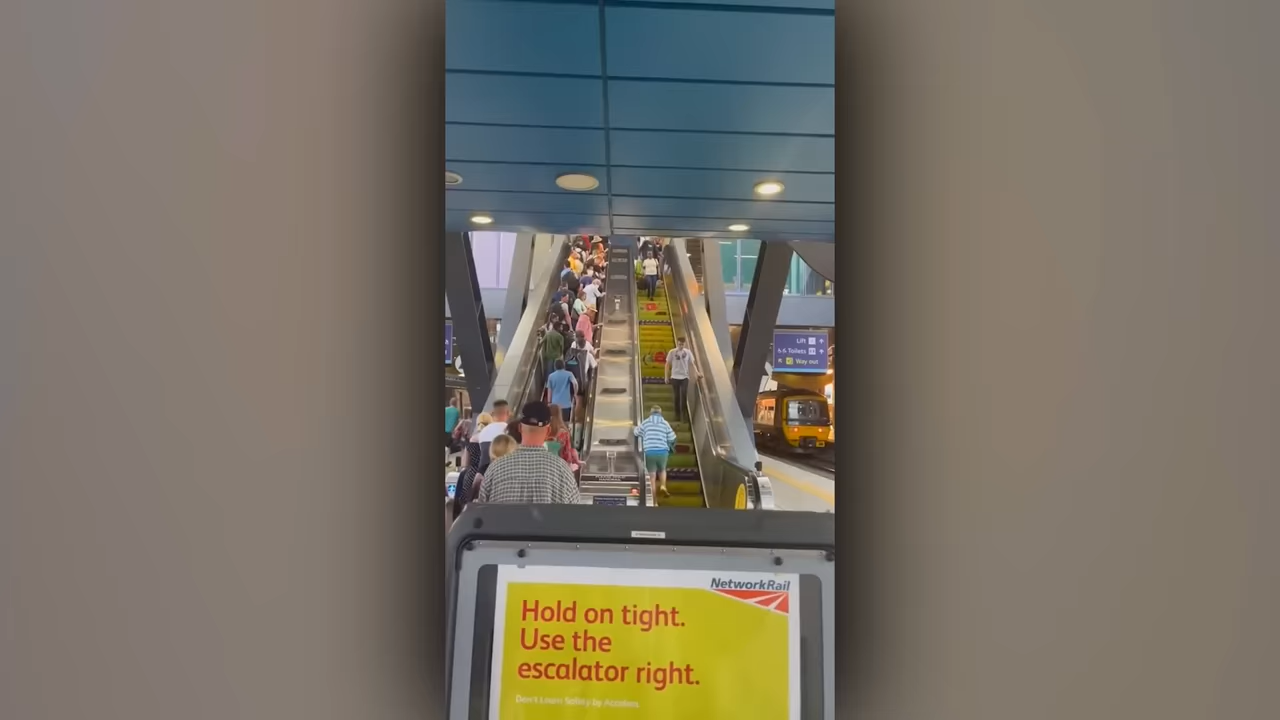 Lift
Toilets
Way out
NetworkRail
Hold on tight.
Use the
escalator right.